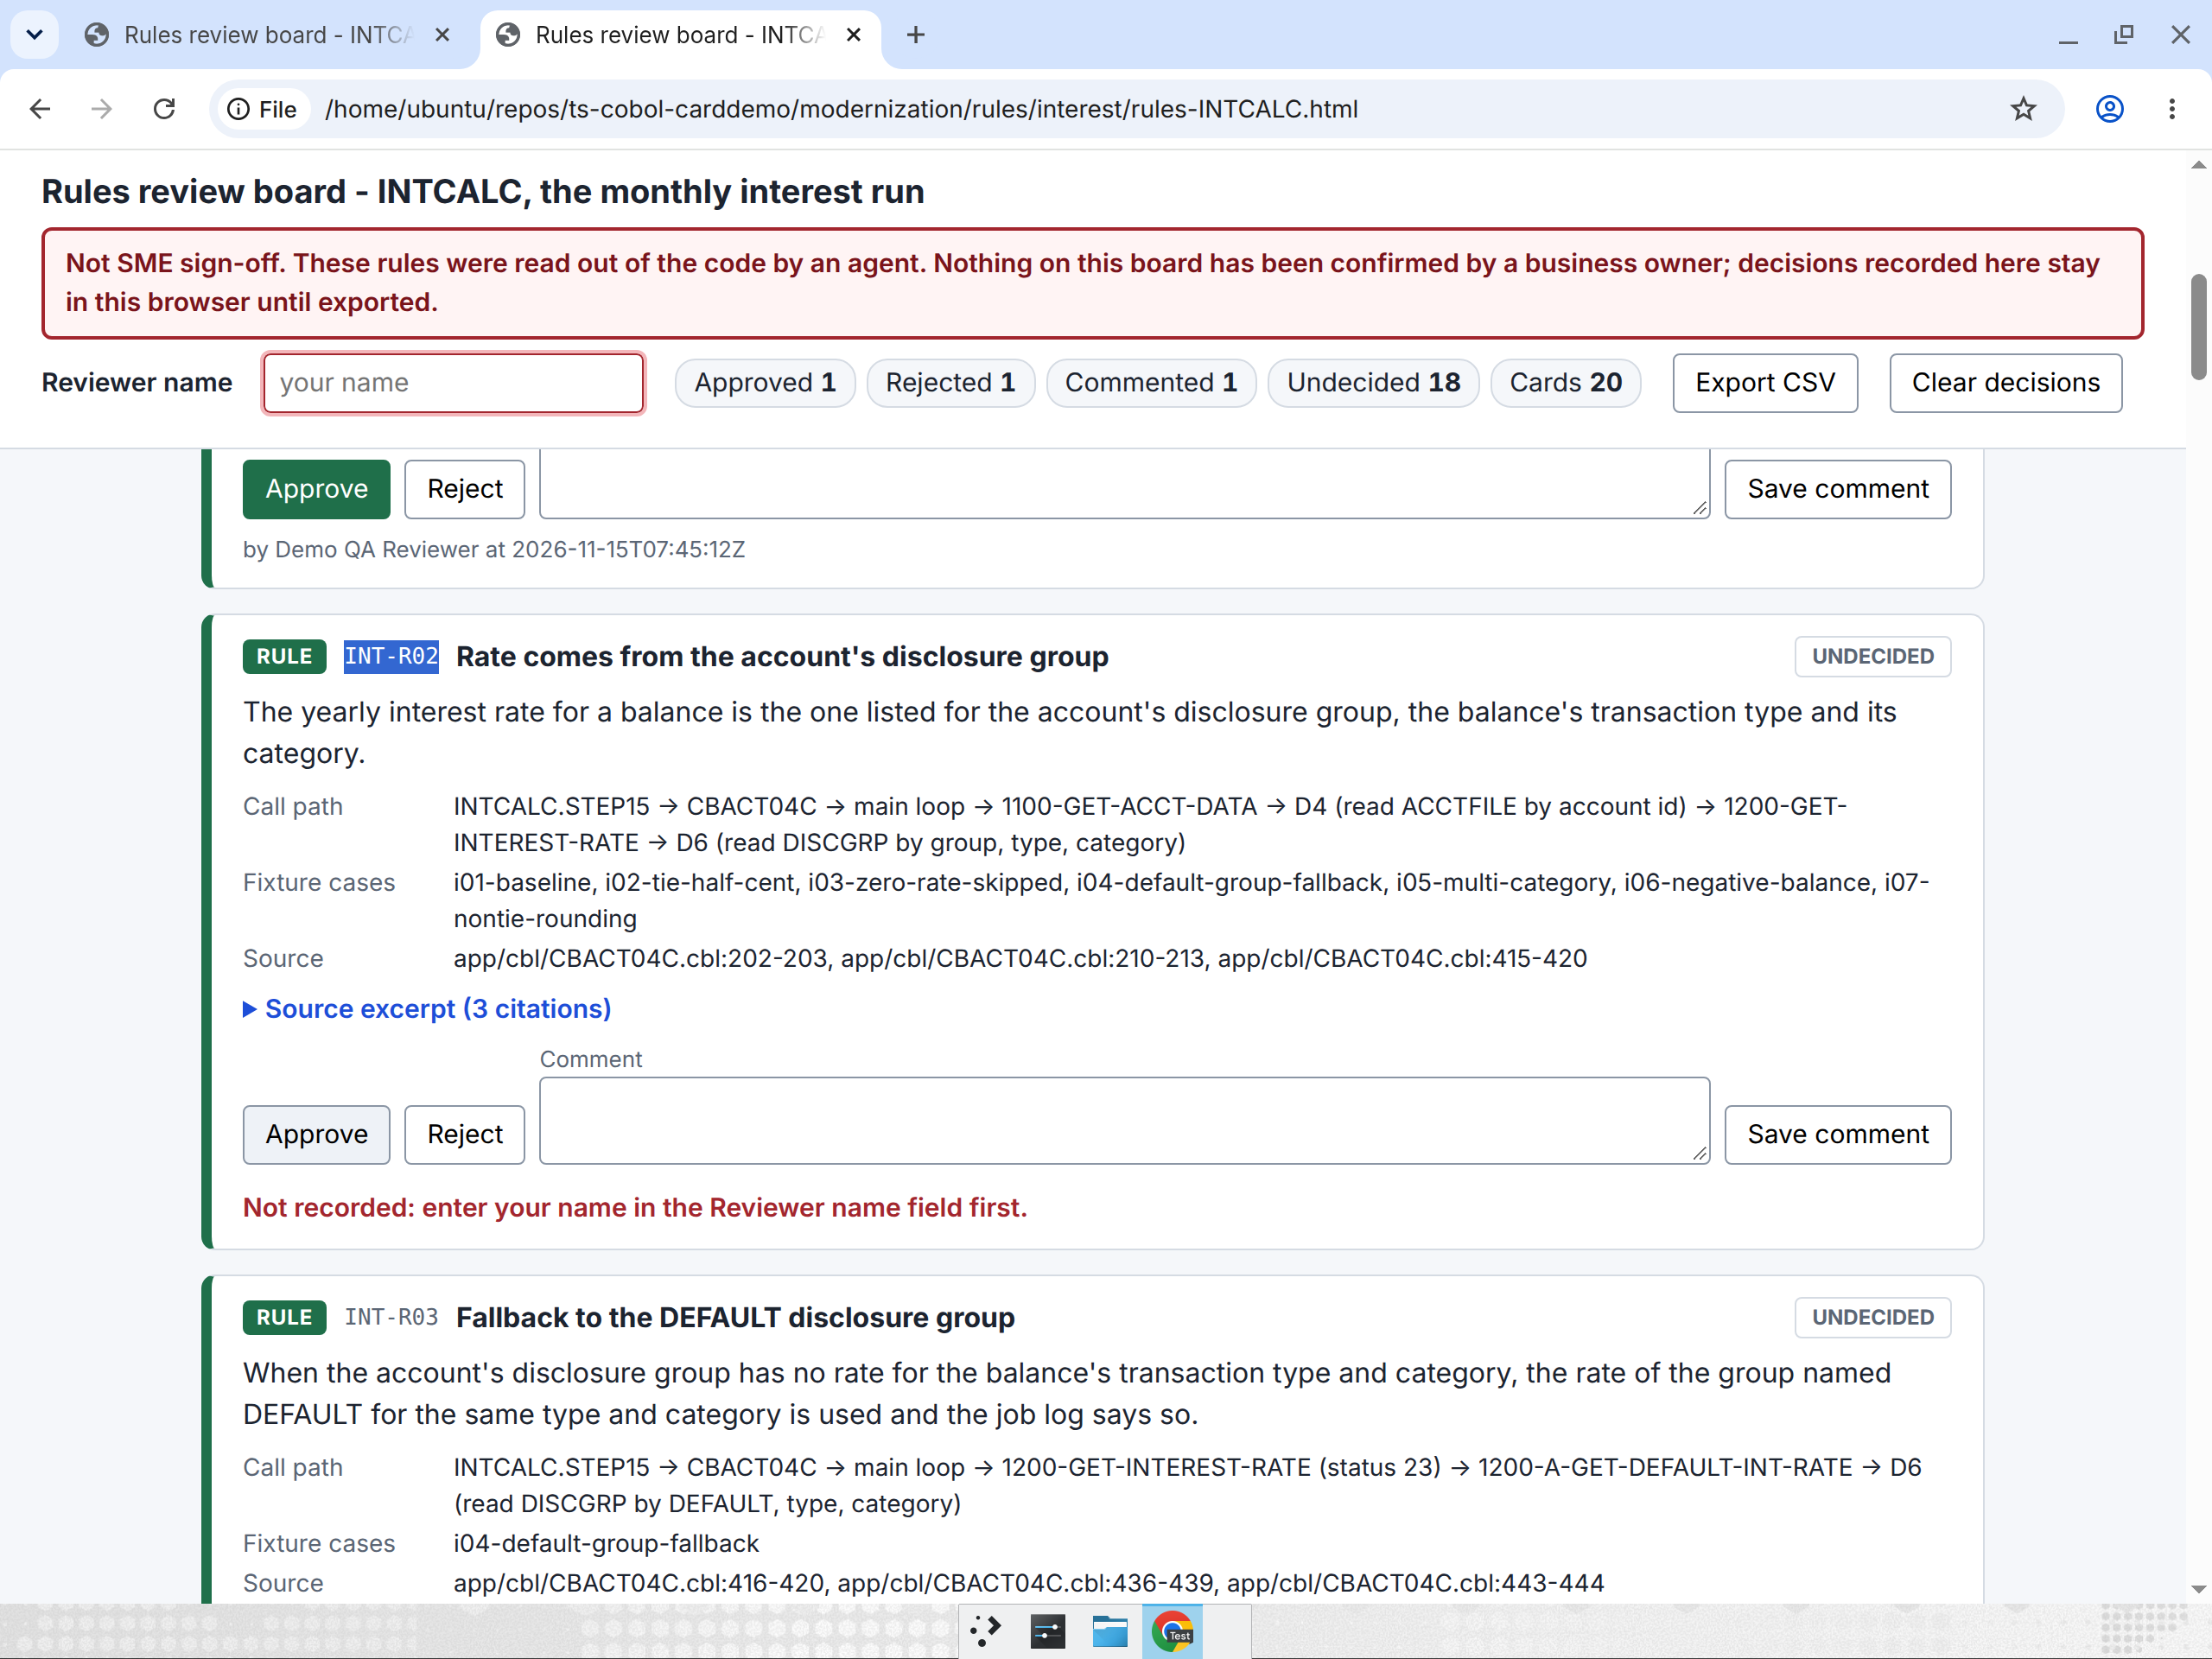 Rules review board - INTCA
Rules review board - INTCA
File /home/ubuntu/repos/ts-cobol-carddemo/modernization/rules/interest/rules-INTCALC.html
Rules review board - INTCALC, the monthly interest run
Not SME sign-off. These rules were read out of the code by an agent. Nothing on this board has been confirmed by a business owner; decisions recorded here stay
in this browser until exported.
Reviewer name your name Approved 1 Rejected 1 Commented 1 Undecided 18 Cards 20 Export CSV Clear decisions
Approve Reject Save comment
by Demo QA Reviewer at 2026-11-15T07:45:12Z
RULE INT-R02 Rate comes from the account's disclosure group UNDECIDED
The yearly interest rate for a balance is the one listed for the account's disclosure group, the balance's transaction type and its
category.
Call path INTCALC.STEP15 → CBACT04C → main loop → 1100-GET-ACCT-DATA → D4 (read ACCTFILE by account id) → 1200-GET-
INTEREST-RATE → D6 (read DISCGRP by group, type, category)
Fixture cases i01-baseline, i02-tie-half-cent, i03-zero-rate-skipped, i04-default-group-fallback, i05-multi-category, i06-negative-balance, i07-
nontie-rounding
Source app/cbl/CBACT04C.cbl:202-203, app/cbl/CBACT04C.cbl:210-213, app/cbl/CBACT04C.cbl:415-420
Source excerpt (3 citations)
Comment
Approve Reject Save comment
Not recorded: enter your name in the Reviewer name field first.
RULE INT-R03 Fallback to the DEFAULT disclosure group UNDECIDED
When the account's disclosure group has no rate for the balance's transaction type and category, the rate of the group named
DEFAULT for the same type and category is used and the job log says so.
Call path INTCALC.STEP15 → CBACT04C → main loop → 1200-GET-INTEREST-RATE (status 23) → 1200-A-GET-DEFAULT-INT-RATE → D6
(read DISCGRP by DEFAULT, type, category)
Fixture cases i04-default-group-fallback
Source app/cbl/CBACT04C.cbl:416-420, app/cbl/CBACT04C.cbl:436-439, app/cbl/CBACT04C.cbl:443-444
Test